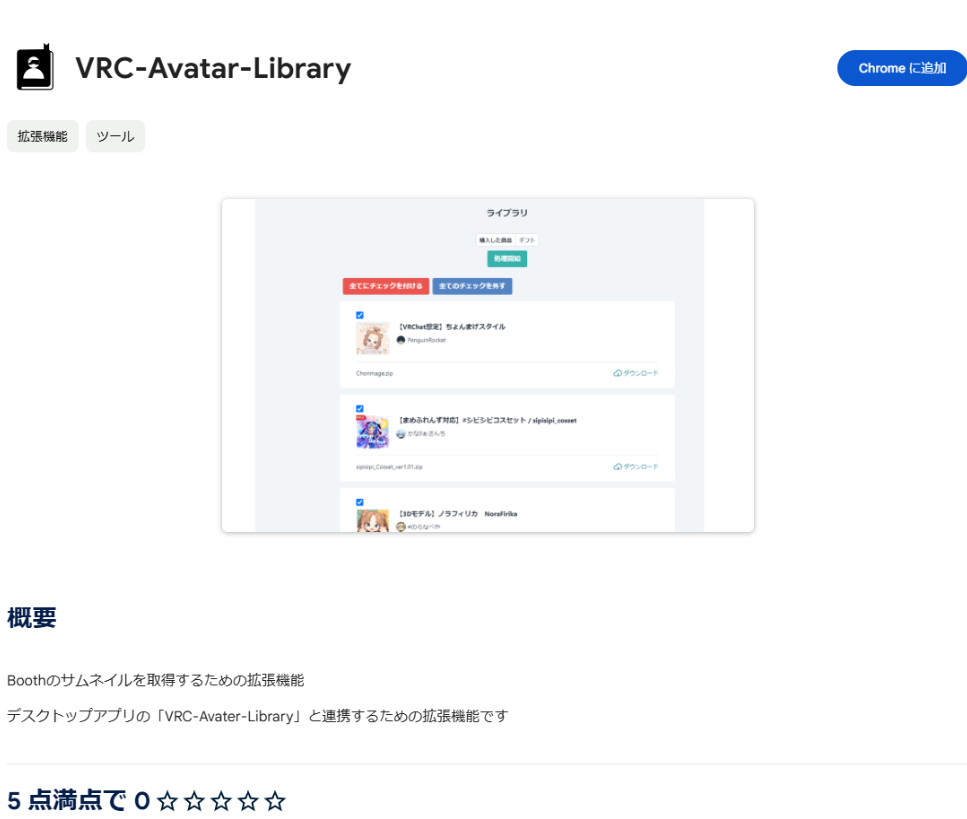 VRC-Avatar-Library
Chrome に追加
拡張機能
ツール
ライブラリ
購入した商品 ギフト
処理開始
全てにチェックを付ける 全てのチェックを外す
【VRChat想定】ちょんまげスタイル
PenguinRocket
Chonmage.zip
ダウンロード
【まめふれんず対応】#シピシピコスセット / sipisipi_cosset
sipisipi_Cosset_ver1.01.zip
ダウンロード
【3Dモデル】ノラフィリカ NoraFirika
概要
Boothのサムネイルを取得するための拡張機能
デスクトップアプリの「VRC-Avater-Library」と連携するための拡張機能です
5 点満点で 0